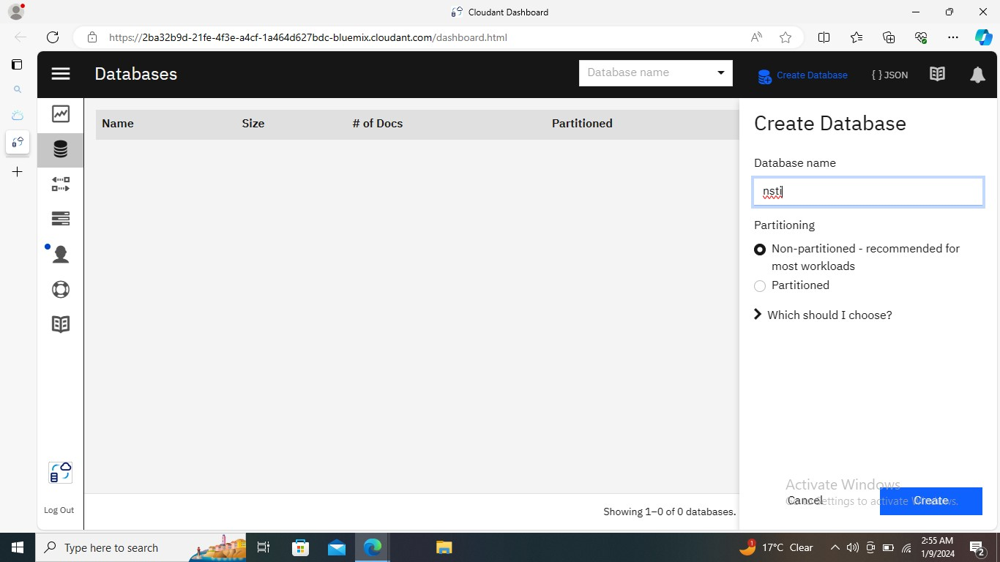 Cloudant Dashboard
https://2ba32b9d-21fe-4f3e-a4cf-1a464d627bdc-bluemix.cloudant.com/dashboard.html
Databases
Database name
Create Database
{ } JSON
Name Size # of Docs Partitioned
Create Database
Database name
nsti
Partitioning
Non-partitioned - recommended for
most workloads
Partitioned
Which should I choose?
Activate Windows
Go to Settings to activate Windows.
Cancel
Create
Log Out
Showing 1–0 of 0 databases.
Type here to search
1
17°C Clear
2:55 AM
1/9/2024
2